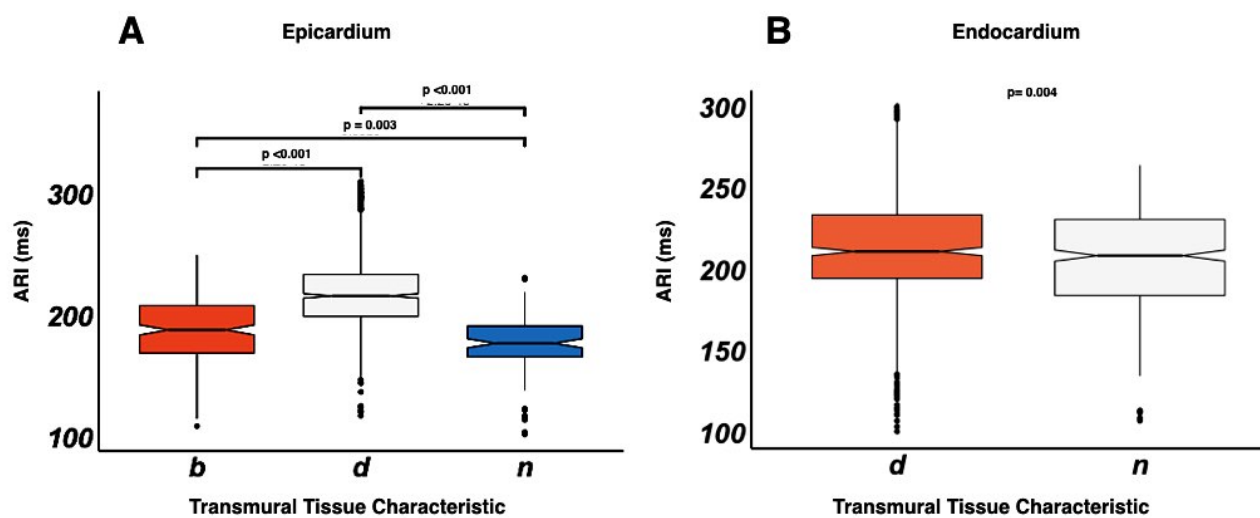 A
Epicardium
p <0.001
p = 0.003
p <0.001
300
200
100
ARI (ms)
b d n
Transmural Tissue Characteristic
B
Endocardium
p= 0.004
300
250
200
150
100
ARI (ms)
d n
Transmural Tissue Characteristic